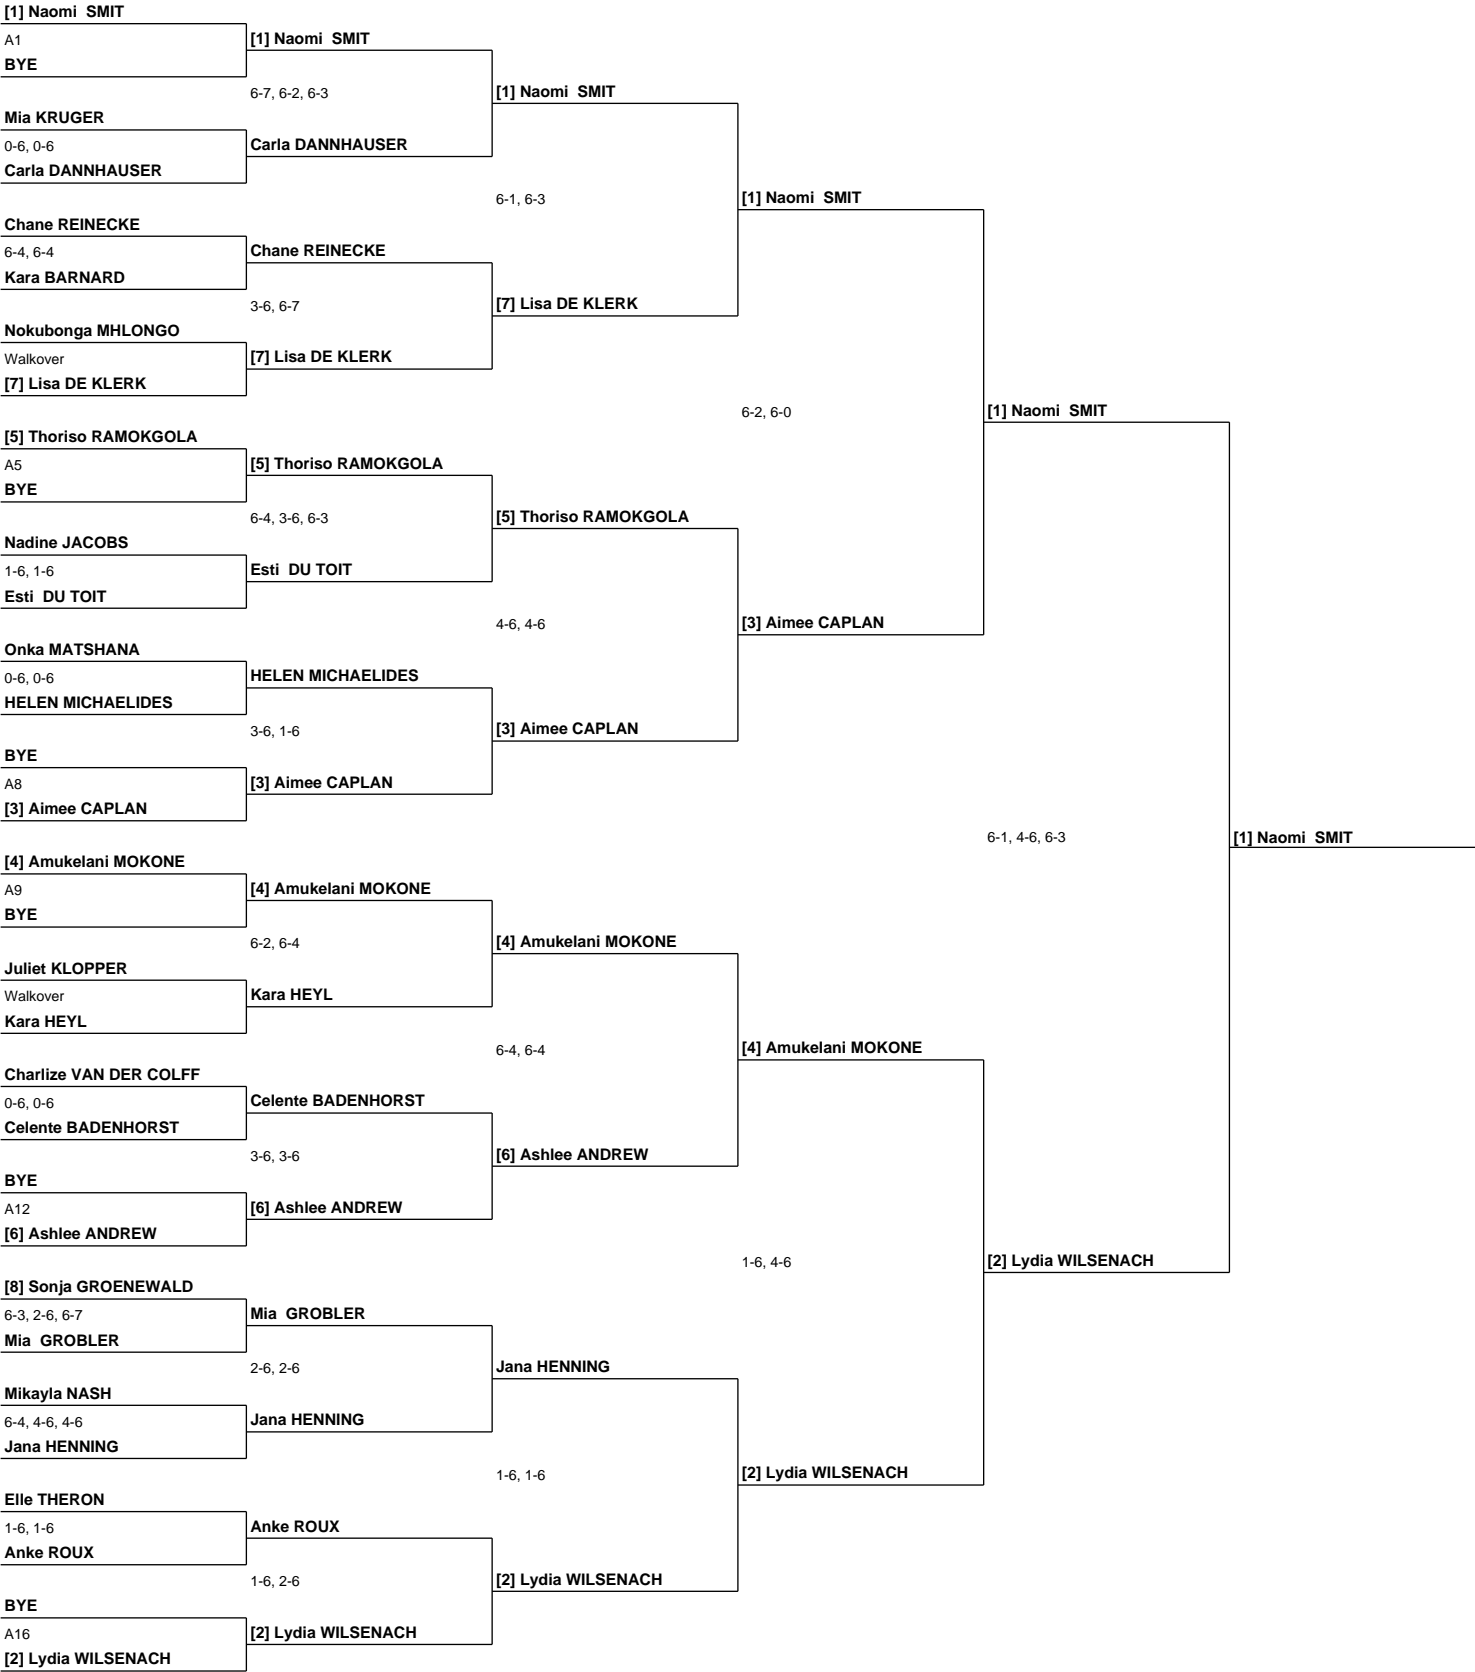 [1] Naomi  SMIT
A1
BYE
Mia KRUGER
0-6, 0-6
Carla DANNHAUSER
Chane REINECKE
6-4, 6-4
Kara BARNARD
Nokubonga MHLONGO
Walkover
[7] Lisa DE KLERK
[5] Thoriso RAMOKGOLA
A5
BYE
Nadine JACOBS
1-6, 1-6
Esti  DU TOIT
Onka MATSHANA
0-6, 0-6
HELEN MICHAELIDES
BYE
A8
[3] Aimee CAPLAN
[4] Amukelani MOKONE
A9
BYE
Juliet KLOPPER
Walkover
Kara HEYL
Charlize VAN DER COLFF
0-6, 0-6
Celente BADENHORST
BYE
A12
[6] Ashlee ANDREW
[8] Sonja GROENEWALD
6-3, 2-6, 6-7
Mia  GROBLER
Mikayla NASH
6-4, 4-6, 4-6
Jana HENNING
Elle THERON
1-6, 1-6
Anke ROUX
BYE
A16
[2] Lydia WILSENACH
[1] Naomi  SMIT
6-7, 6-2, 6-3
Carla DANNHAUSER
Chane REINECKE
3-6, 6-7
[7] Lisa DE KLERK
[5] Thoriso RAMOKGOLA
6-4, 3-6, 6-3
Esti  DU TOIT
HELEN MICHAELIDES
3-6, 1-6
[3] Aimee CAPLAN
[4] Amukelani MOKONE
6-2, 6-4
Kara HEYL
Celente BADENHORST
3-6, 3-6
[6] Ashlee ANDREW
Mia  GROBLER
2-6, 2-6
Jana HENNING
Anke ROUX
1-6, 2-6
[2] Lydia WILSENACH
[1] Naomi  SMIT
6-1, 6-3
[7] Lisa DE KLERK
[5] Thoriso RAMOKGOLA
4-6, 4-6
[3] Aimee CAPLAN
[4] Amukelani MOKONE
6-4, 6-4
[6] Ashlee ANDREW
Jana HENNING
1-6, 1-6
[2] Lydia WILSENACH
[1] Naomi  SMIT
6-2, 6-0
[3] Aimee CAPLAN
[4] Amukelani MOKONE
1-6, 4-6
[2] Lydia WILSENACH
[1] Naomi  SMIT
6-1, 4-6, 6-3
[2] Lydia WILSENACH
[1] Naomi  SMIT